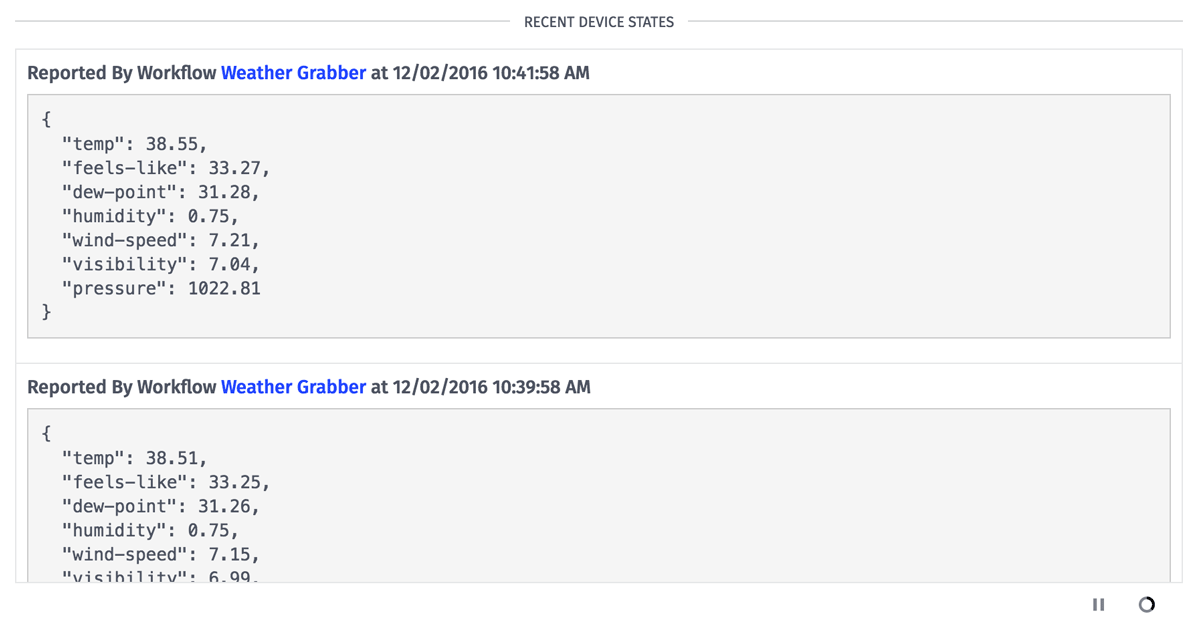 RECENT DEVICE STATES
Reported By Workflow Weather Grabber at 12/02/2016 10:41:58 AM
{
"temp": 38.55,
"feels-like": 33.27,
"dew-point": 31.28,
"humidity": 0.75,
"wind-speed": 7.21,
"visibility": 7.04,
"pressure": 1022.81
}
Reported By Workflow Weather Grabber at 12/02/2016 10:39:58 AM
{
"temp": 38.51,
"feels-like": 33.25,
"dew-point": 31.26,
"humidity": 0.75,
"wind-speed": 7.15,
"visibility": 6.99,